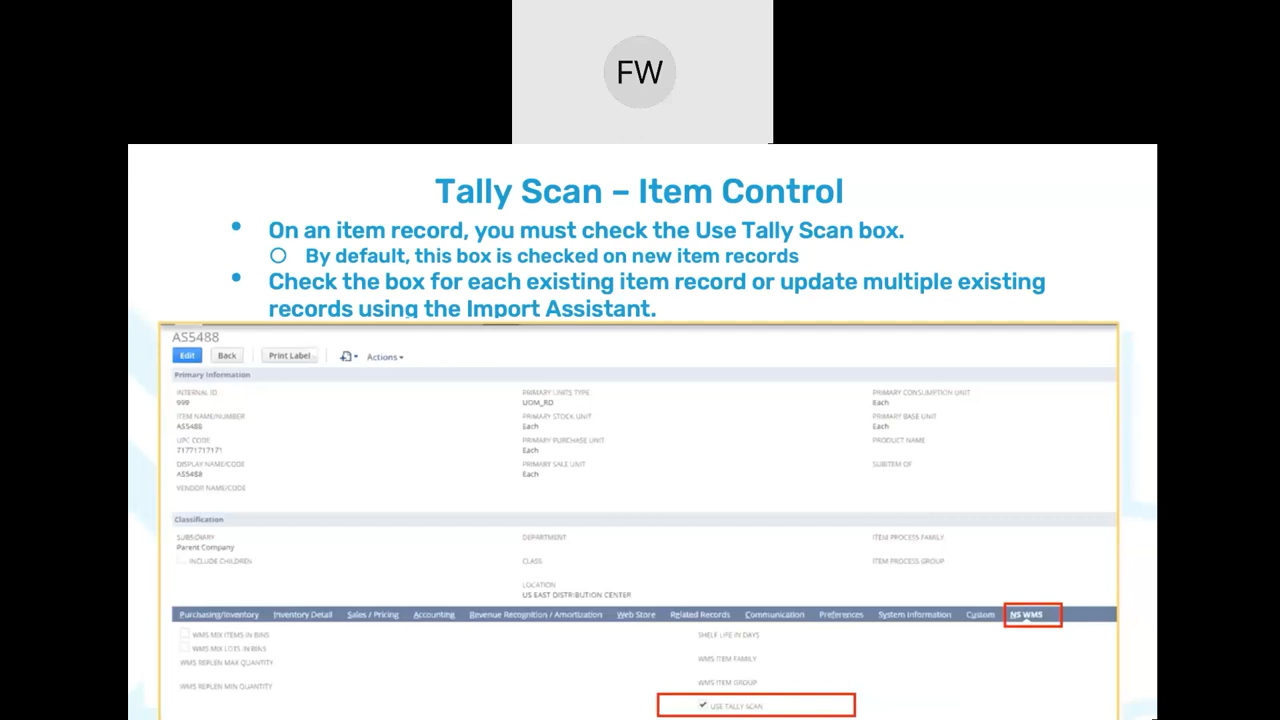 FW
Tally Scan – Item Control
• On an item record, you must check the Use Tally Scan box.
○ By default, this box is checked on new item records
• Check the box for each existing item record or update multiple existing
records using the Import Assistant.
AS5488
Edit Back Print Label Actions
Primary Information
INTERNAL ID PRIMARY UNITS TYPE PRIMARY CONSUMPTION UNIT
999 UOM_RD Each
ITEM NAME/NUMBER PRIMARY STOCK UNIT PRIMARY BASE UNIT
AS5488 Each Each
UPC CODE PRIMARY PURCHASE UNIT PRODUCT NAME
71771717171 Each
DISPLAY NAME/CODE PRIMARY SALE UNIT SUBITEM OF
AS5488 Each
VENDOR NAME/CODE
Classification
SUBSIDIARY DEPARTMENT ITEM PROCESS FAMILY
Parent Company
INCLUDE CHILDREN CLASS ITEM PROCESS GROUP
LOCATION
US EAST DISTRIBUTION CENTER
Purchasing/Inventory Inventory Detail Sales / Pricing Accounting Revenue Recognition / Amortization Web Store Related Records Communication Preferences System Information Custom NS WMS
WMS MIX ITEMS IN BINS SHELF LIFE IN DAYS
WMS MIX LOTS IN BINS
WMS REPLEN MAX QUANTITY WMS ITEM FAMILY
WMS REPLEN MIN QUANTITY WMS ITEM GROUP
USE TALLY SCAN